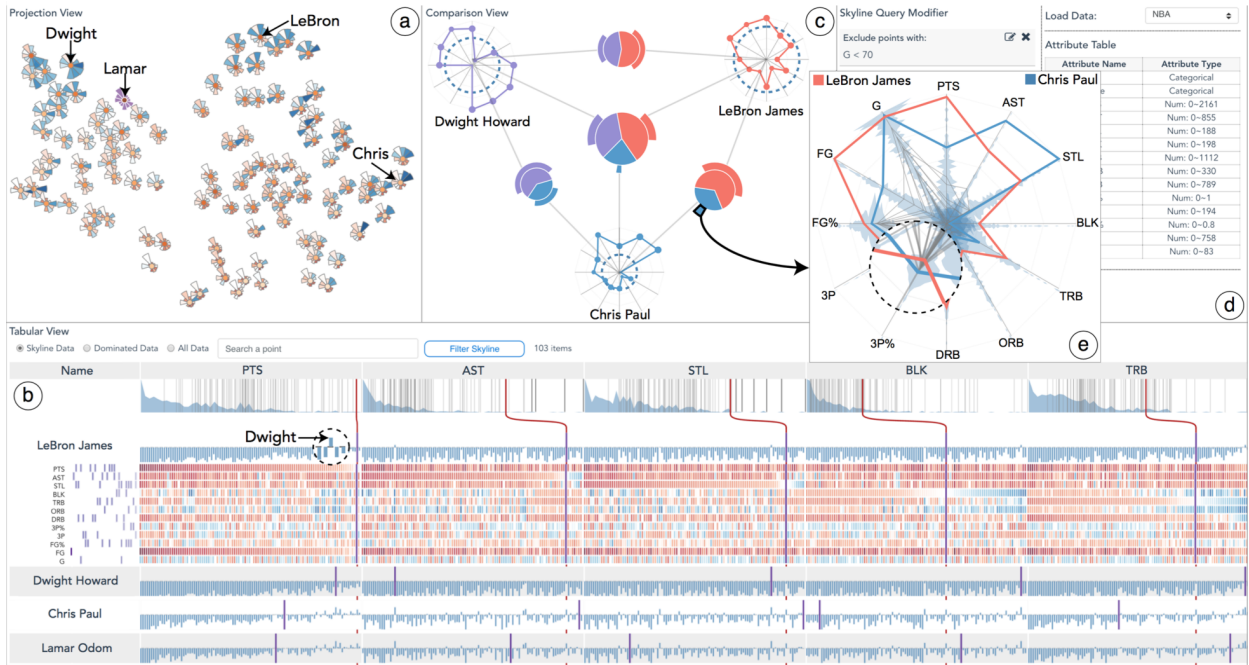 Projection View
a
Dwight
LeBron
Lamar
Chris
Comparison View
c
Dwight Howard
LeBron James
Chris Paul
Skyline Query Modifier
Exclude points with:
G < 70
Load Data:
NBA
Attribute Table
Attribute Name
Attribute Type
Categorical
Categorical
Num: 0~2161
Num: 0~855
Num: 0~188
Num: 0~198
Num: 0~1112
Num: 0~330
Num: 0~789
Num: 0~1
Num: 0~194
Num: 0~0.8
Num: 0~758
Num: 0~83
d
LeBron James
Chris Paul
PTS
AST
STL
BLK
TRB
ORB
DRB
3P%
3P
FG%
FG
G
e
Tabular View
Skyline Data
Dominated Data
All Data
Search a point
Filter Skyline
103 items
b
Name
PTS
AST
STL
BLK
TRB
LeBron James
Dwight
PTS
AST
STL
BLK
TRB
ORB
DRB
3P%
3P
FG%
FG
G
Dwight Howard
Chris Paul
Lamar Odom